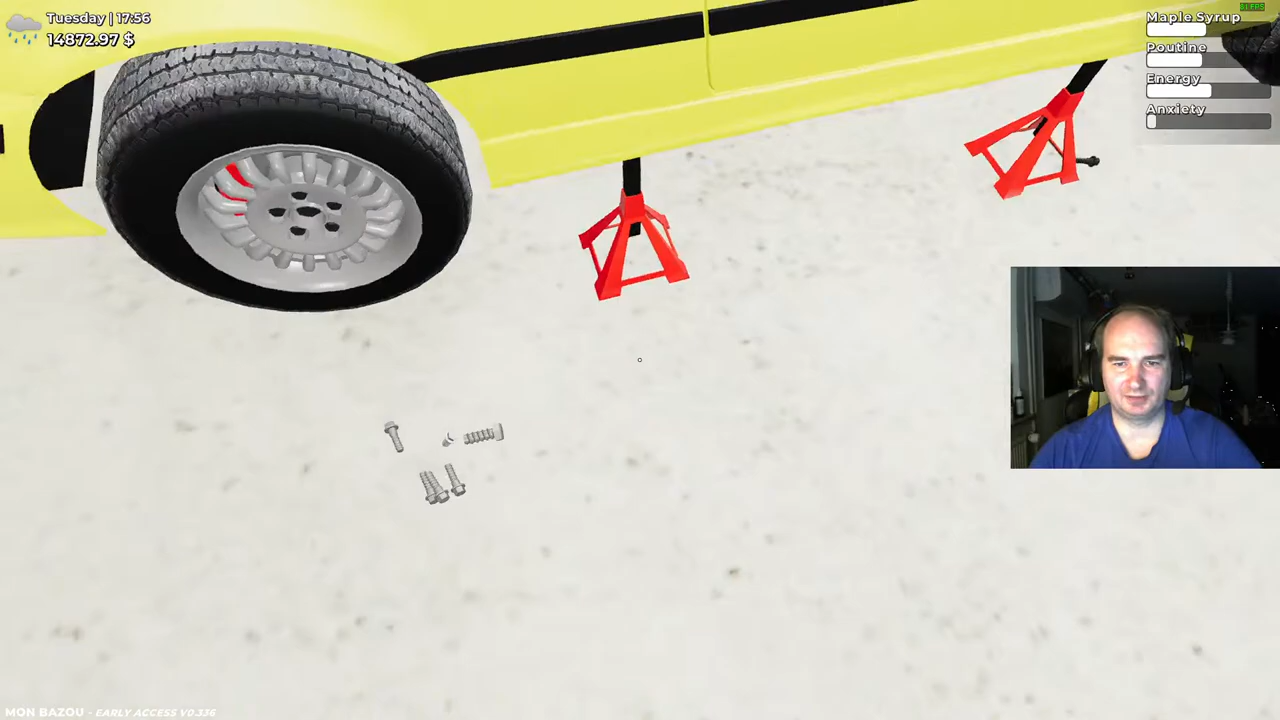 Tuesday | 17:56
14872.97 $
Maple Syrup
Poutine
Energy
Anxiety
MON BAZOU - EARLY ACCESS V0.336